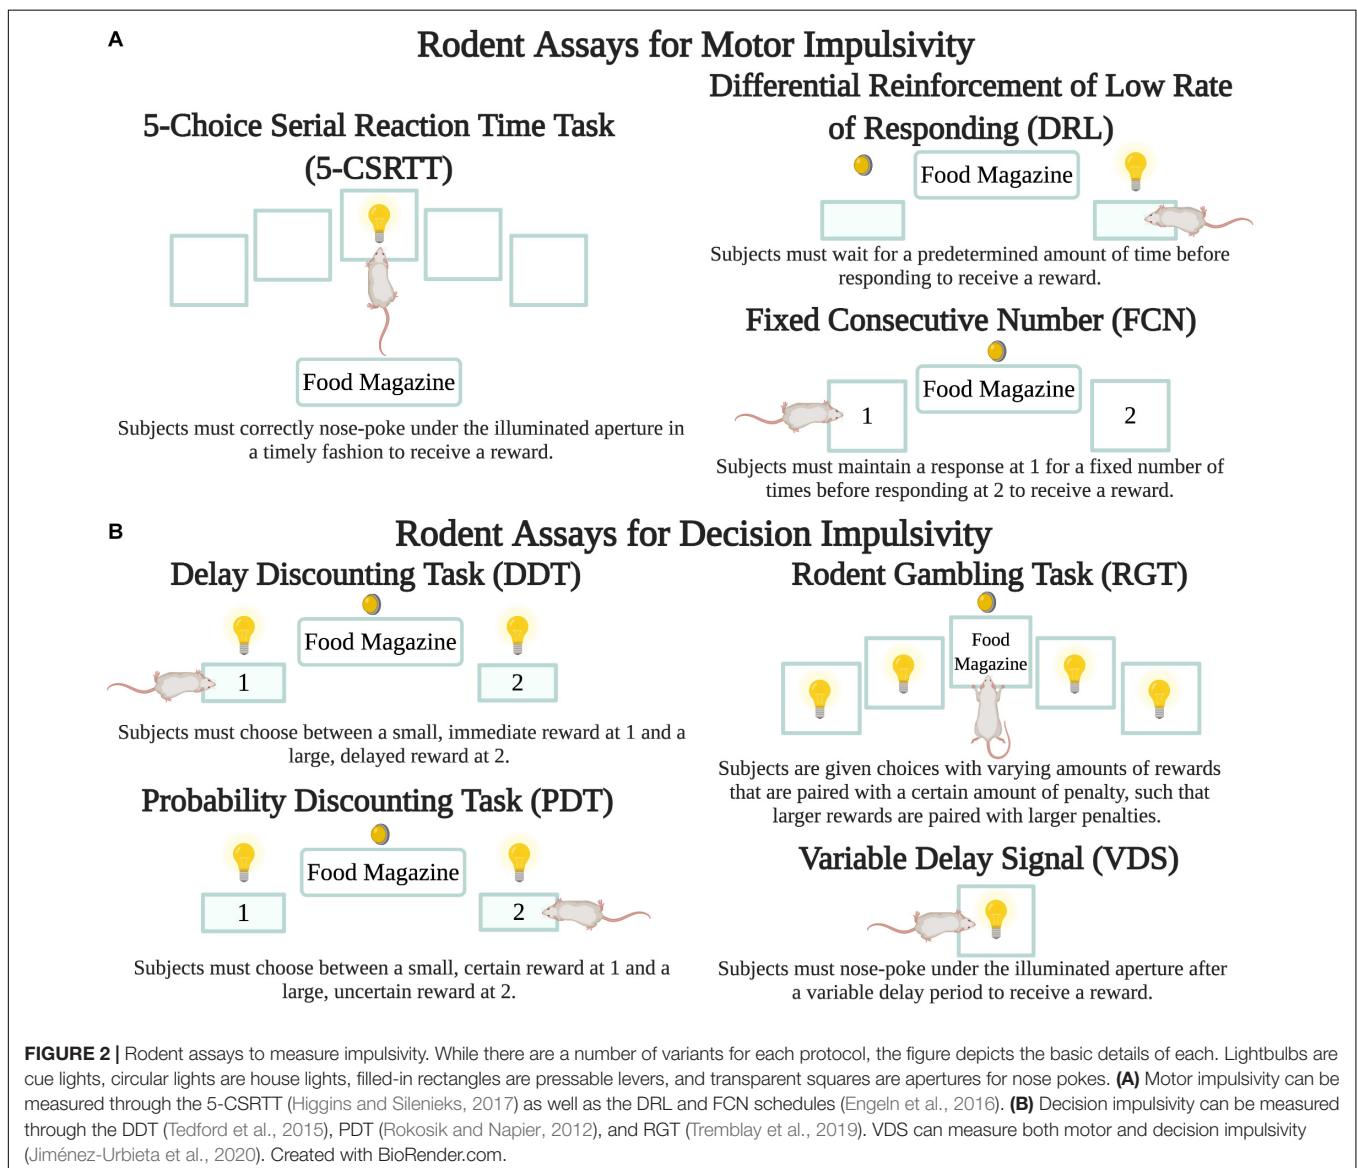 A
Rodent Assays for Motor Impulsivity
5-Choice Serial Reaction Time Task
(5-CSRTT)
Food Magazine
Subjects must correctly nose-poke under the illuminated aperture in
a timely fashion to receive a reward.
Differential Reinforcement of Low Rate
of Responding (DRL)
Food Magazine
Subjects must wait for a predetermined amount of time before
responding to receive a reward.
Fixed Consecutive Number (FCN)
Food Magazine
1
2
Subjects must maintain a response at 1 for a fixed number of
times before responding at 2 to receive a reward.
B
Rodent Assays for Decision Impulsivity
Delay Discounting Task (DDT)
Food Magazine
1
2
Subjects must choose between a small, immediate reward at 1 and a
large, delayed reward at 2.
Probability Discounting Task (PDT)
Food Magazine
1
2
Subjects must choose between a small, certain reward at 1 and a
large, uncertain reward at 2.
Rodent Gambling Task (RGT)
Food
Magazine
Subjects are given choices with varying amounts of rewards
that are paired with a certain amount of penalty, such that
larger rewards are paired with larger penalties.
Variable Delay Signal (VDS)
Subjects must nose-poke under the illuminated aperture after
a variable delay period to receive a reward.
FIGURE 2 | Rodent assays to measure impulsivity. While there are a number of variants for each protocol, the figure depicts the basic details of each. Lightbulbs are
cue lights, circular lights are house lights, filled-in rectangles are pressable levers, and transparent squares are apertures for nose pokes. (A) Motor impulsivity can be
measured through the 5-CSRTT (Higgins and Silenieks, 2017) as well as the DRL and FCN schedules (Engeln et al., 2016). (B) Decision impulsivity can be measured
through the DDT (Tedford et al., 2015), PDT (Rokosik and Napier, 2012), and RGT (Tremblay et al., 2019). VDS can measure both motor and decision impulsivity
(Jiménez-Urbieta et al., 2020). Created with BioRender.com.